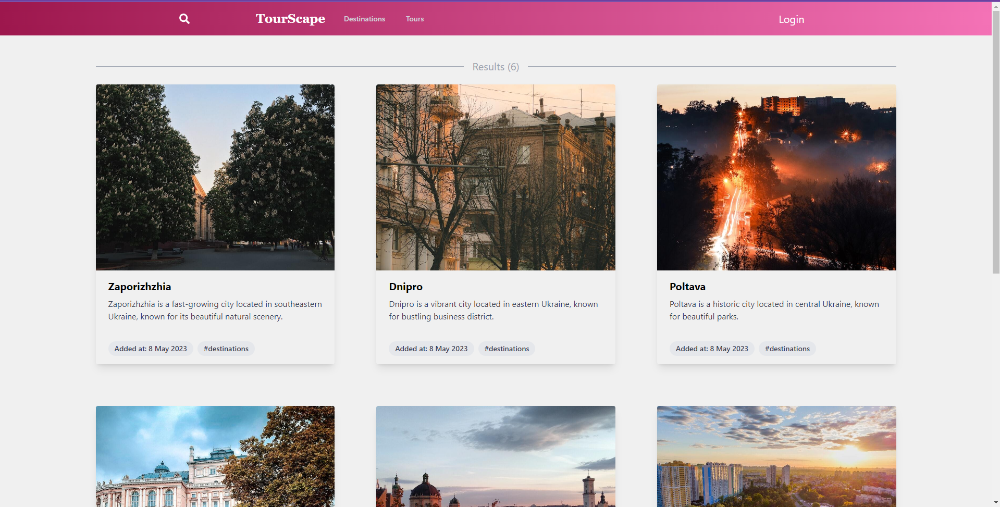 TourScape
Destinations
Tours
Login
Results (6)
Zaporizhzhia
Zaporizhzhia is a fast-growing city located in southeastern
Ukraine, known for its beautiful natural scenery.
Added at: 8 May 2023
#destinations
Dnipro
Dnipro is a vibrant city located in eastern Ukraine, known
for bustling business district.
Added at: 8 May 2023
#destinations
Poltava
Poltava is a historic city located in central Ukraine, known
for beautiful parks.
Added at: 8 May 2023
#destinations